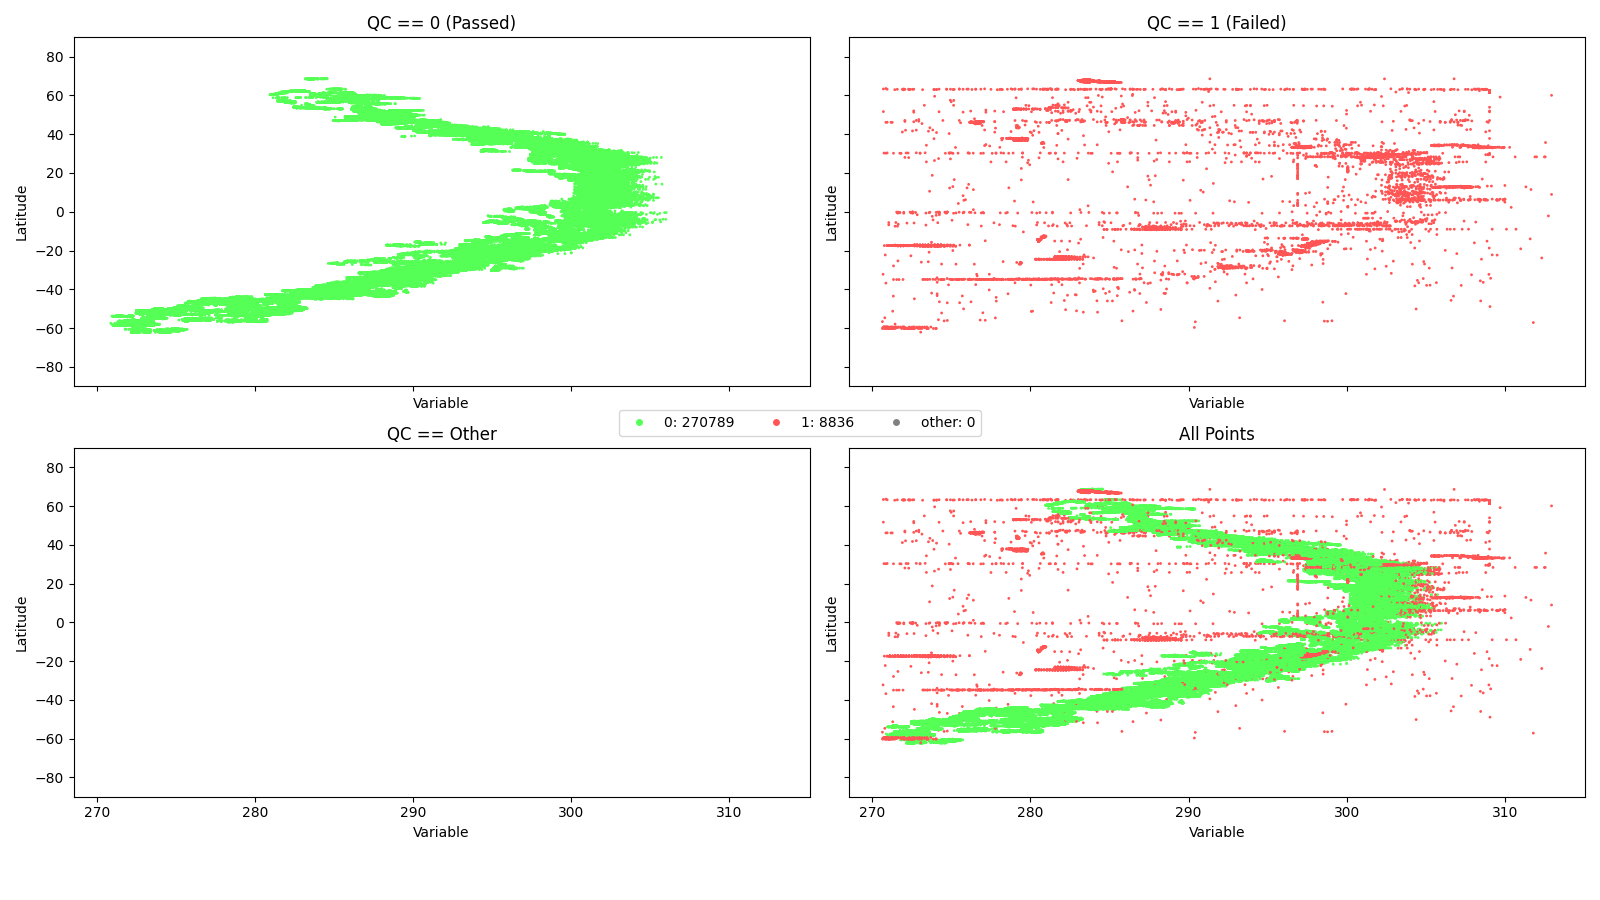 QC == 0 (Passed)
QC == 1 (Failed)
80
60
40
20
0
−20
−40
−60
−80
Latitude
Latitude
Variable
Variable
0: 270789
1: 8836
other: 0
QC == Other
All Points
80
60
40
20
0
−20
−40
−60
−80
Latitude
Latitude
270
280
290
300
310
270
280
290
300
310
Variable
Variable